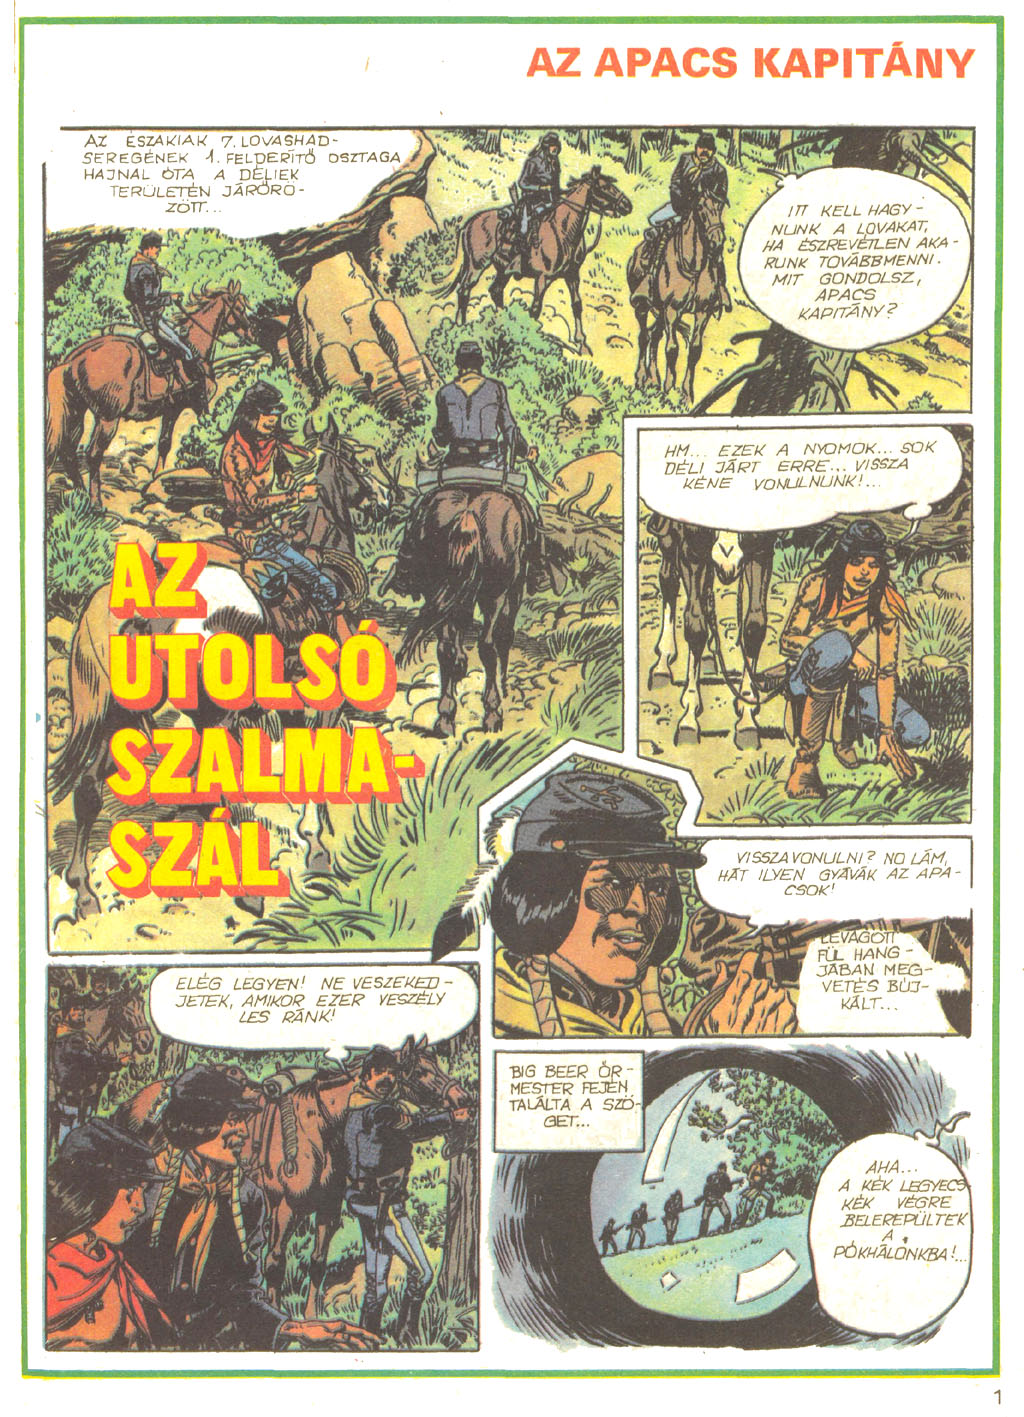 AZ APACS KAPITÁNY
AZ ÉSZAKIAK 7. LOVASHAD-
SEREGÉNEK 1. FELDERÍTŐ OSZTAGA
HAJNAL ÓTA A DÉLIEK
TERÜLETÉN JÁRŐRÖ-
ZÖTT...
ITT KELL HAGY-
NUNK A LOVAKAT,
HA ÉSZREVÉTLEN AKA-
RUNK TOVÁBBMENNI.
MIT GONDOLSZ,
APACS
KAPITÁNY?
HM... EZEK A NYOMOK... SOK
DÉLI JÁRT ERRE... VISSZA
KÉNE VONULNUNK!...
AZ
UTOLSÓ
SZALMA-
SZÁL
VISSZAVONULNI? NO LÁM,
HÁT ILYEN GYÁVÁK AZ APA-
CSOK!
LEVÁGOTT
FÜL HANG-
JÁBAN MEG-
VETÉS BUJ-
KÁLT...
ELÉG LEGYEN! NE VESZEKED-
JETEK, AMIKOR EZER VESZÉLY
LES RÁNK!
BIG BEER ŐR-
MESTER FEJÉN
TALÁLTA A SZÖ-
GET...
AHA...
A KÉK LEGYECS-
KÉK VÉGRE
BELEREPÜLTEK
A
PÓKHÁLÓNKBA!...
1